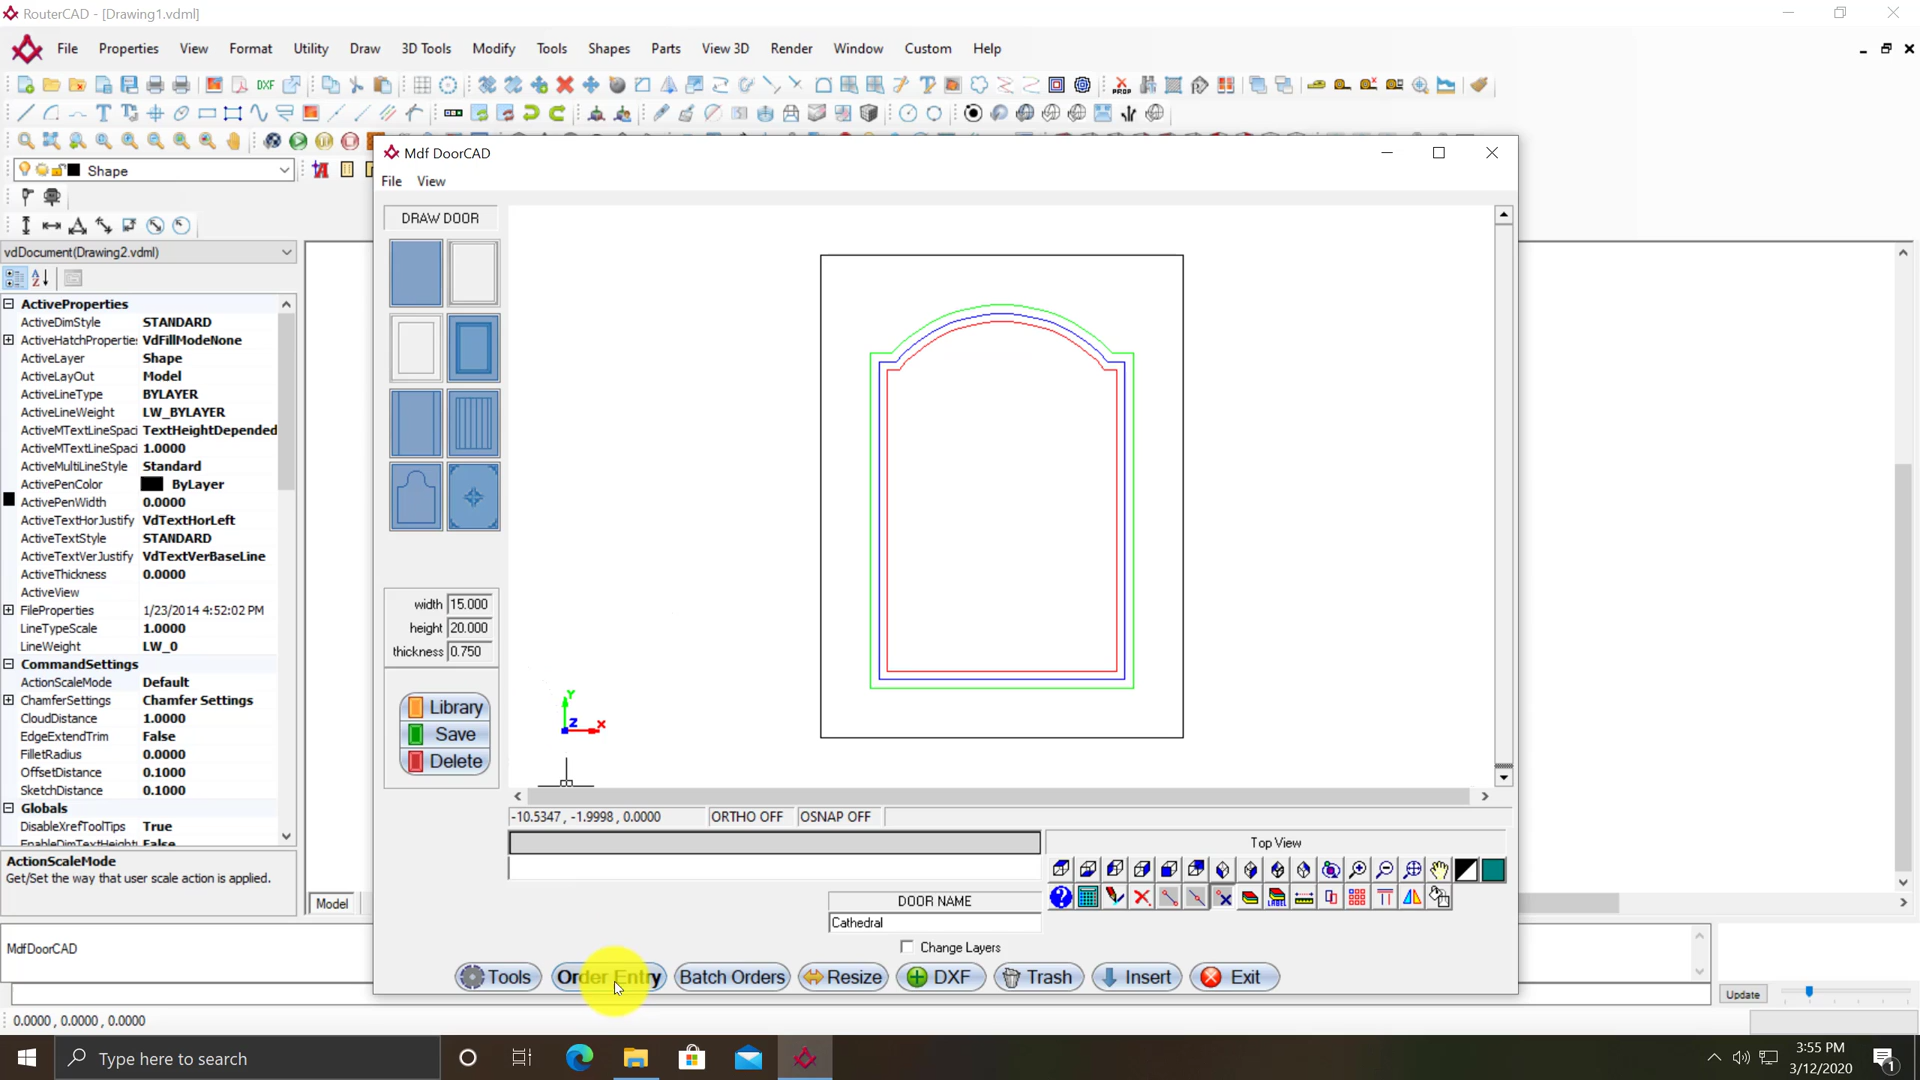 RouterCAD - [Drawing1.vdml]
File Properties View Format Utility Draw 3D Tools Modify Tools Shapes Parts View 3D Render Window Custom Help
DXF
PROP
Shape
Mdf DoorCAD
File View
DRAW DOOR
vdDocument(Drawing2.vdml)
ActiveProperties
ActiveDimStyle STANDARD
ActiveHatchProperties VdFillModeNone
ActiveLayer Shape
ActiveLayOut Model
ActiveLineType BYLAYER
ActiveLineWeight LW_BYLAYER
ActiveMTextLineSpaci TextHeightDepended
ActiveMTextLineSpaci 1.0000
ActiveMultiLineStyle Standard
ActivePenColor ByLayer
ActivePenWidth 0.0000
ActiveTextHorJustify VdTextHorLeft
ActiveTextStyle STANDARD
ActiveTextVerJustify VdTextVerBaseLine
ActiveThickness 0.0000
ActiveView
FileProperties 1/23/2014 4:52:02 PM
LineTypeScale 1.0000
LineWeight LW_0
CommandSettings
ActionScaleMode Default
ChamferSettings Chamfer Settings
CloudDistance 1.0000
EdgeExtendTrim False
FilletRadius 0.0000
OffsetDistance 0.1000
SketchDistance 0.1000
Globals
DisableXrefToolTips True
EnableDimTextHeight False
ActionScaleMode
Get/Set the way that user scale action is applied.
width 15.000
height 20.000
thickness 0.750
Library
Save
Delete
Y
Z X
-10.5347 , -1.9998 , 0.0000 ORTHO OFF OSNAP OFF
Top View
LABEL
DOOR NAME
Cathedral
Change Layers
Tools Order Entry Batch Orders Resize DXF Trash Insert Exit
Model
MdfDoorCAD
Update
0.0000 , 0.0000 , 0.0000
Type here to search
3:55 PM
3/12/2020
1